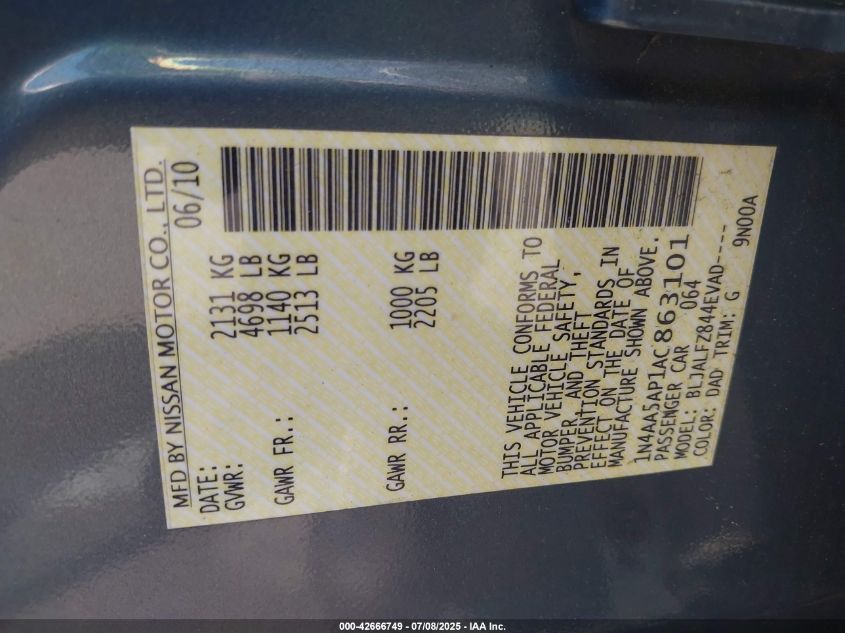 MFD BY NISSAN MOTOR CO., LTD.
DATE: 06/10
GVWR: 2131 KG
4698 LB
GAWR FR.: 1140 KG
2513 LB
GAWR RR.: 1000 KG
2205 LB
THIS VEHICLE CONFORMS TO
ALL APPLICABLE FEDERAL
MOTOR VEHICLE SAFETY,
BUMPER, AND THEFT
PREVENTION STANDARDS IN
EFFECT ON THE DATE OF
MANUFACTURE SHOWN ABOVE.
1N4AA5AP1AC863101
PASSENGER CAR 064
MODEL: BLJALFZ844EVAD----
COLOR: DAD TRIM: G 9N00A
000-42666749 - 07/08/2025 - IAA Inc.